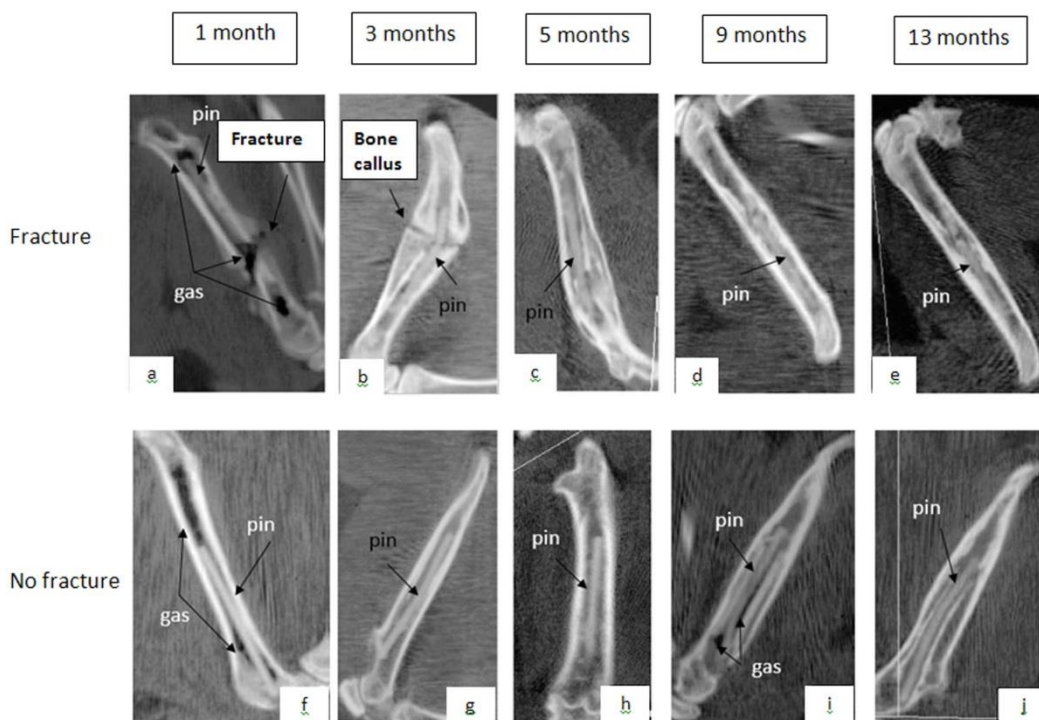 1 month
3 months
5 months
9 months
13 months
Fracture
pin
Fracture
gas
a
Bone
callus
pin
b
pin
c
pin
d
pin
e
No fracture
pin
gas
f
pin
g
pin
h
pin
gas
i
pin
j